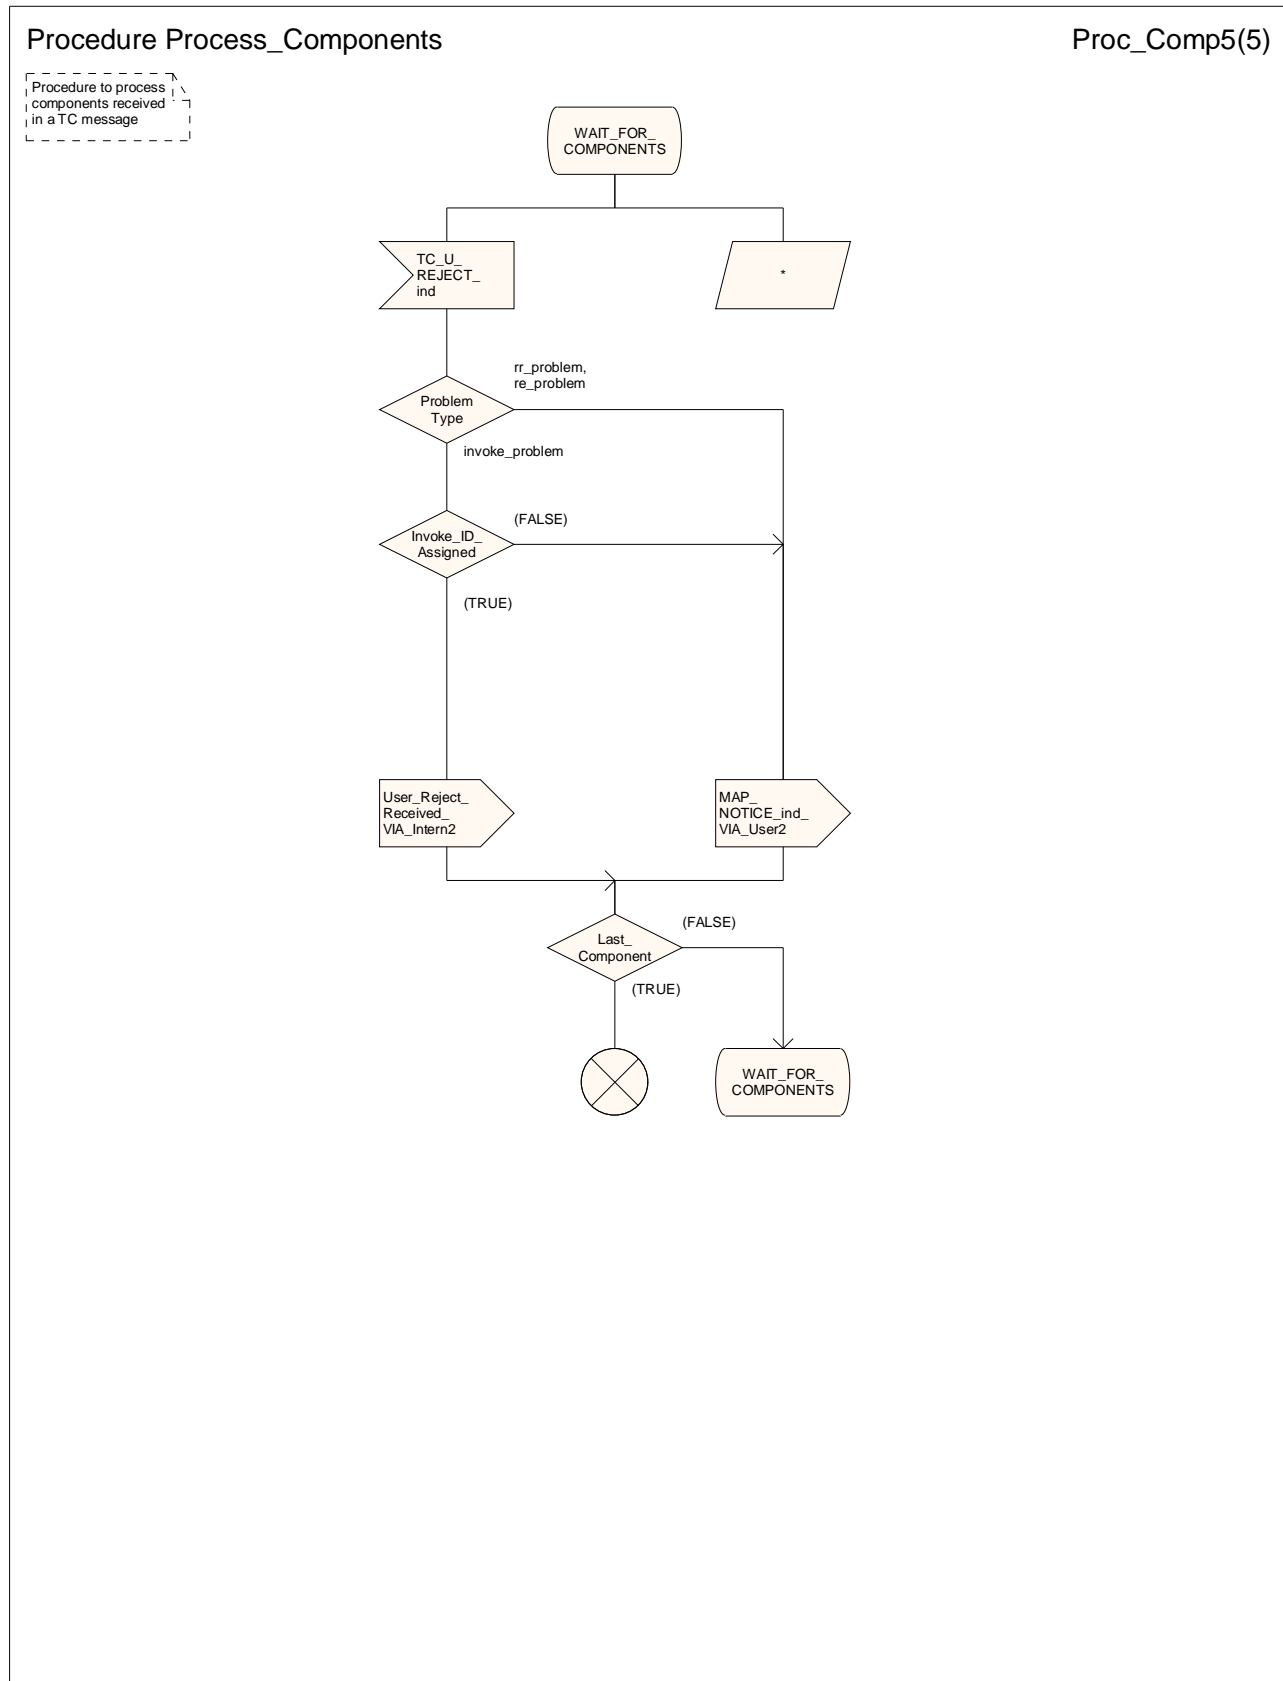 Procedure Process_Components
Proc_Comp5(5)
Procedure to process
components received
in a TC message
WAIT_FOR_
COMPONENTS
TC_U_
REJECT_
ind
*
rr_problem,
re_problem
Problem
Type
invoke_problem
(FALSE)
Invoke_ID_
Assigned
(TRUE)
User_Reject_
Received_
VIA_Intern2
MAP_
NOTICE_ind_
VIA_User2
(FALSE)
Last_
Component
(TRUE)
WAIT_FOR_
COMPONENTS